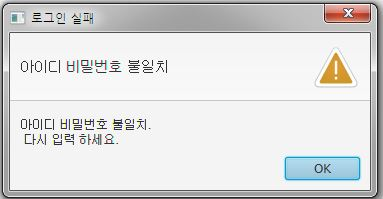 로그인 실패
아이디 비밀번호 불일치
아이디 비밀번호 불일치.
다시 입력 하세요.
OK